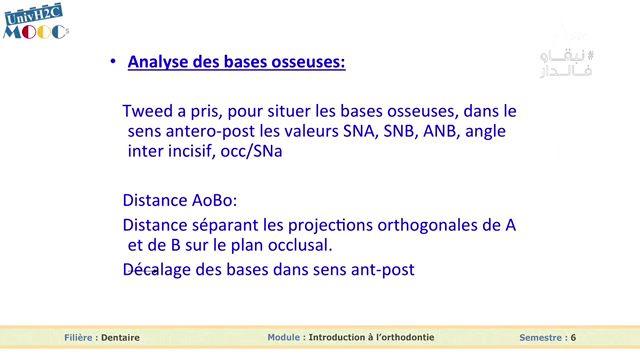 UnivH2C
MOOCs
#نبقاو
فالدار
• Analyse des bases osseuses:
Tweed a pris, pour situer les bases osseuses, dans le
sens antero-post les valeurs SNA, SNB, ANB, angle
inter incisif, occ/SNa
Distance AoBo:
Distance séparant les projections orthogonales de A
et de B sur le plan occlusal.
Décalage des bases dans sens ant-post
Filière : Dentaire
Module : Introduction à l'orthodontie
Semestre : 6